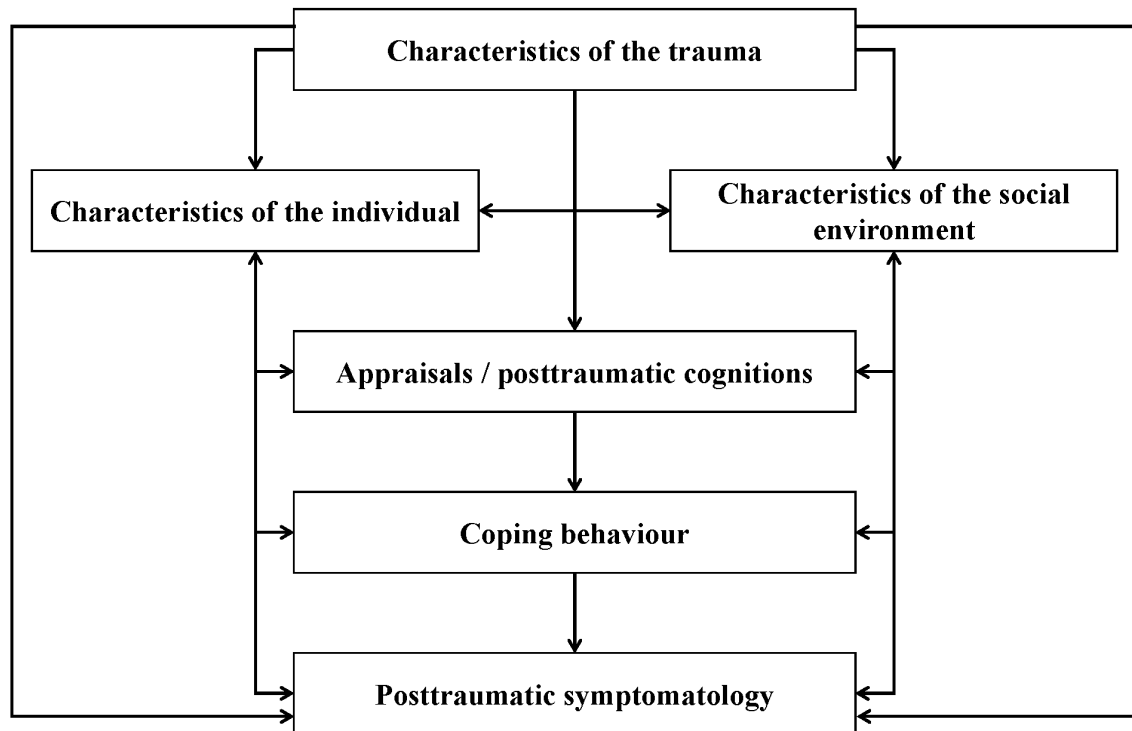 Characteristics of the trauma
Characteristics of the individual
Characteristics of the social
environment
Appraisals / posttraumatic cognitions
Coping behaviour
Posttraumatic symptomatology